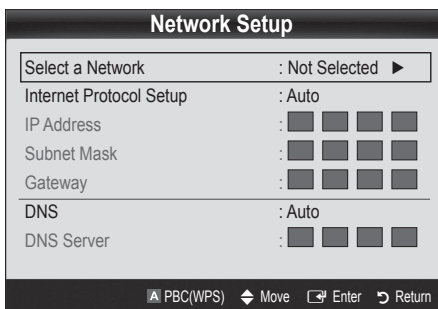 Network Setup
Select a Network : Not Selected ▶
Internet Protocol Setup : Auto
IP Address :
Subnet Mask :
Gateway :
DNS : Auto
DNS Server :
A PBC(WPS) Move Enter Return